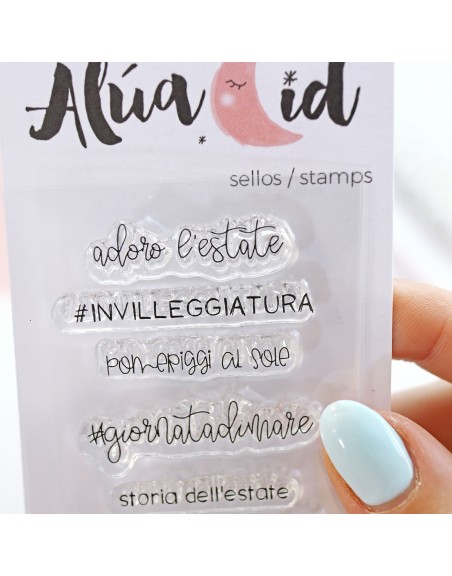 Alúa Cid
sellos / stamps
adoro l'estate
#INVILLEGGIATURA
pomeriggi al sole
#giornatadimare
storia dell'estate